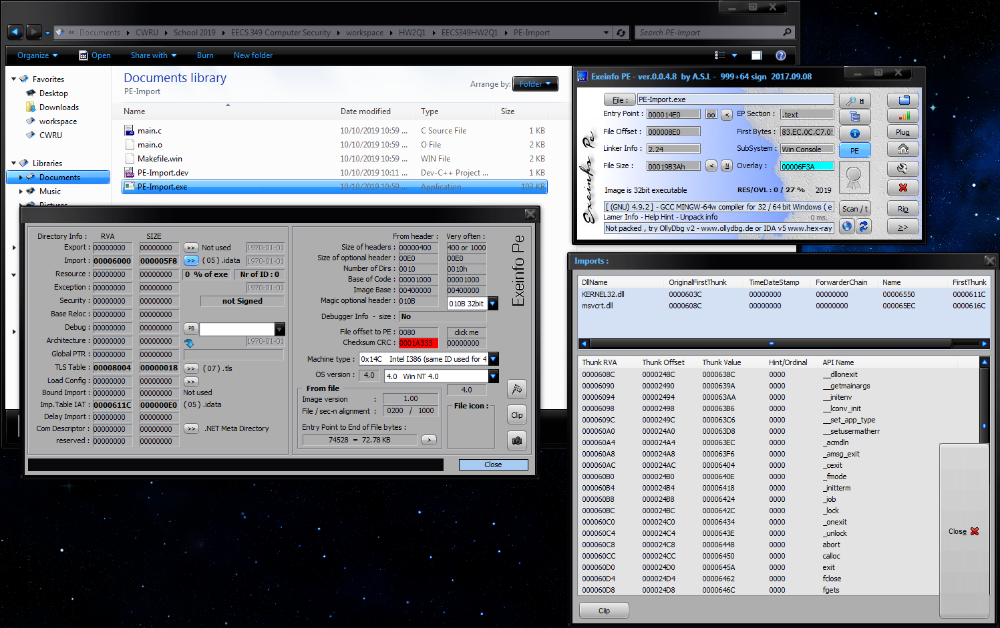 « Documents ▸ CWRU ▸ School 2019 ▸ EECS 349 Computer Security ▸ workspace ▸ HW2Q1 ▸ EECS349HW2Q1 ▸ PE-Import
Search PE-Import
Organize Open Share with Burn New folder
Favorites
Desktop
Downloads
workspace
CWRU
Libraries
Documents
Music
Pictures
Documents library
PE-Import
Arrange by: Folder
Name Date modified Type Size
main.c 10/10/2019 10:59 ... C Source File 1 KB
main.o 10/10/2019 10:59 ... O File 2 KB
Makefile.win 10/10/2019 10:59 ... WIN File 2 KB
PE-Import.dev 10/10/2019 10:11 ... Dev-C++ Project ... 2 KB
PE-Import.exe 10/10/2019 10:59 ... Application 103 KB
Exeinfo PE - ver.0.0.4.8 by A.S.L - 999+64 sign 2017.09.08
Exeinfo Pe
File : PE-Import.exe H
Entry Point : 000014E0 oo < EP Section : .text
File Offset : 000008E0 First Bytes : 83.EC.0C.C7.0 Plug
Linker Info : 2.24 SubSystem : Win Console PE
File Size : 00019B3Ah < N Overlay : 00006F3A
Image is 32bit executable RES/OVL : 0 / 27 % 2019
[ (GNU) 4.9.2 ] - GCC MINGW-64w compiler for 32 / 64 bit Windows ( e Scan / t Rip
Lamer Info - Help Hint - Unpack info 0 ms.
Not packed , try OllyDbg v2 - www.ollydbg.de or IDA v5 www.hex-ray >>
Directory Info : RVA SIZE
Export : 00000000 00000000 >> Not used 1970-01-01
Import : 00006000 000005F8 >> ( 05 ) .idata 1970-01-01
Resource : 00000000 00000000 0 % of exe Nr of ID : 0
Exception : 00000000 00000000 1970-01-01
Security : 00000000 00000000 not Signed
Base Reloc : 00000000 00000000
Debug : 00000000 00000000 PB
Architecture : 00000000 00000000 1970-01-01
Global PTR : 00000000 00000000
TLS Table : 00008004 00000018 >> ( 07 ) .tls
Load Config : 00000000 00000000 >>
Bound Import : 00000000 00000000 Not used
Imp.Table IAT : 0000611C 000000E0 ( 05 ) .idata
Delay Import : 00000000 00000000
Com Descriptor : 00000000 00000000 >> .NET Meta Directory
reserved : 00000000 00000000
From header : Very often :
Size of headers : 00000400 400 or 1000
Size of optional header : 00E0 00E0
Number of Dirs : 0010 0010h
Base of Code : 00001000 00001000
Image Base : 00400000 00400000
Magic optional header : 010B 010B 32bit
Debugger Info - size : No
File offset to PE : 0080 click me
Checksum CRC : 0001A333 00000000
Machine type : 0x14C Intel I386 (same ID used for 4
OS version : 4.0 4.0 Win NT 4.0
From file 4.0
Image version : 1.00
File / sec-n alignment : 0200 / 1000
File icon :
Entry Point to End of File bytes :
74528 = 72.78 KB >
Exeinfo Pe
Clip
Close
Imports :
DllName OriginalFirstThunk TimeDateStamp ForwarderChain Name FirstThunk
KERNEL32.dll 0000603C 00000000 00000000 00006550 0000611C
msvcrt.dll 0000608C 00000000 00000000 000065EC 0000616C
Thunk RVA Thunk Offset Thunk Value Hint/Ordinal API Name
0000608C 0000248C 0000638C 0000 __dllonexit
00006090 00002490 0000639A 0000 __getmainargs
00006094 00002494 000063AA 0000 __initenv
00006098 00002498 000063B6 0000 __lconv_init
0000609C 0000249C 000063C6 0000 __set_app_type
000060A0 000024A0 000063D8 0000 __setusermatherr
000060A4 000024A4 000063EC 0000 _acmdln
000060A8 000024A8 000063F6 0000 _amsg_exit
000060AC 000024AC 00006404 0000 _cexit
000060B0 000024B0 0000640E 0000 _fmode
000060B4 000024B4 00006418 0000 _initterm
000060B8 000024B8 00006424 0000 _iob
000060BC 000024BC 0000642C 0000 _lock
000060C0 000024C0 00006434 0000 _onexit
000060C4 000024C4 0000643E 0000 _unlock
000060C8 000024C8 00006448 0000 abort
000060CC 000024CC 00006450 0000 calloc
000060D0 000024D0 0000645A 0000 exit
000060D4 000024D4 00006462 0000 fclose
000060D8 000024D8 0000646C 0000 fgets
Close
Clip